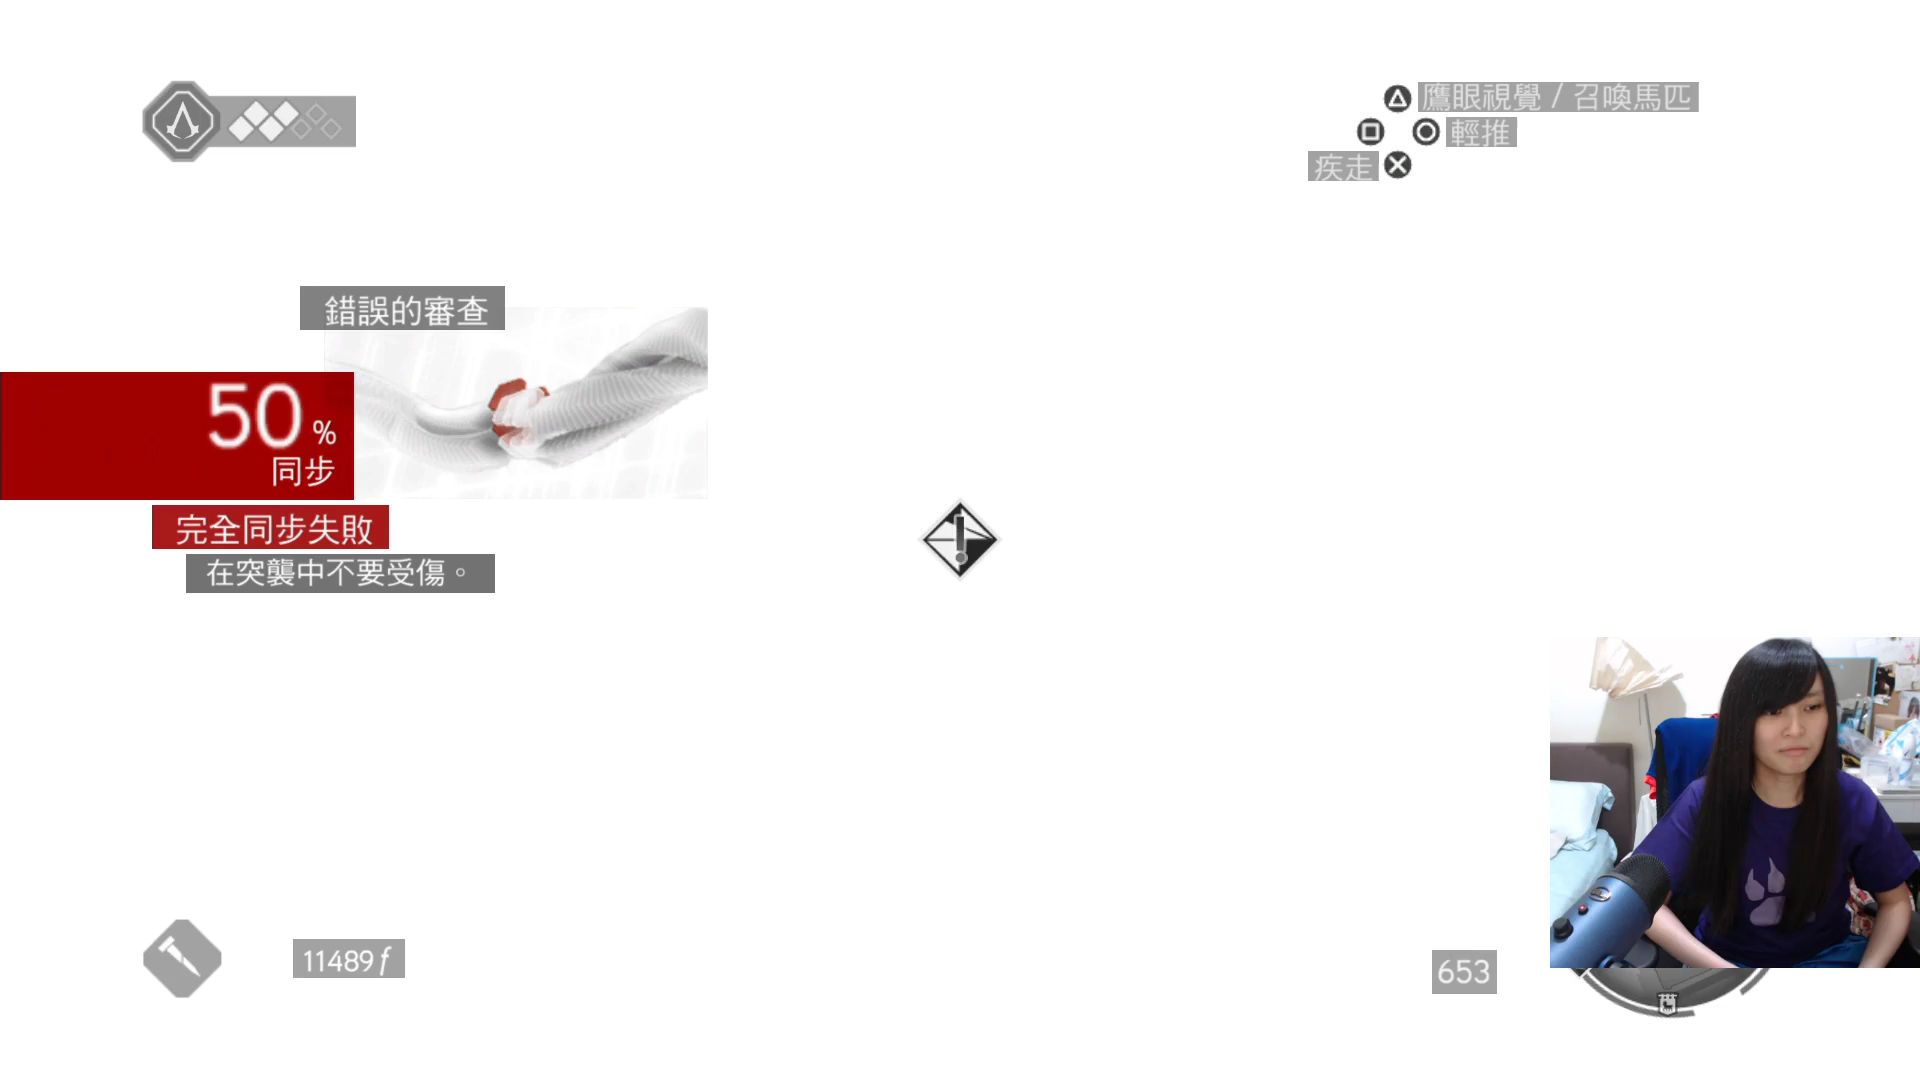 鷹眼視覺 / 召喚馬匹
輕推
疾走
錯誤的審查
50 %
同步
完全同步失敗
在突襲中不要受傷。
11489 f
653